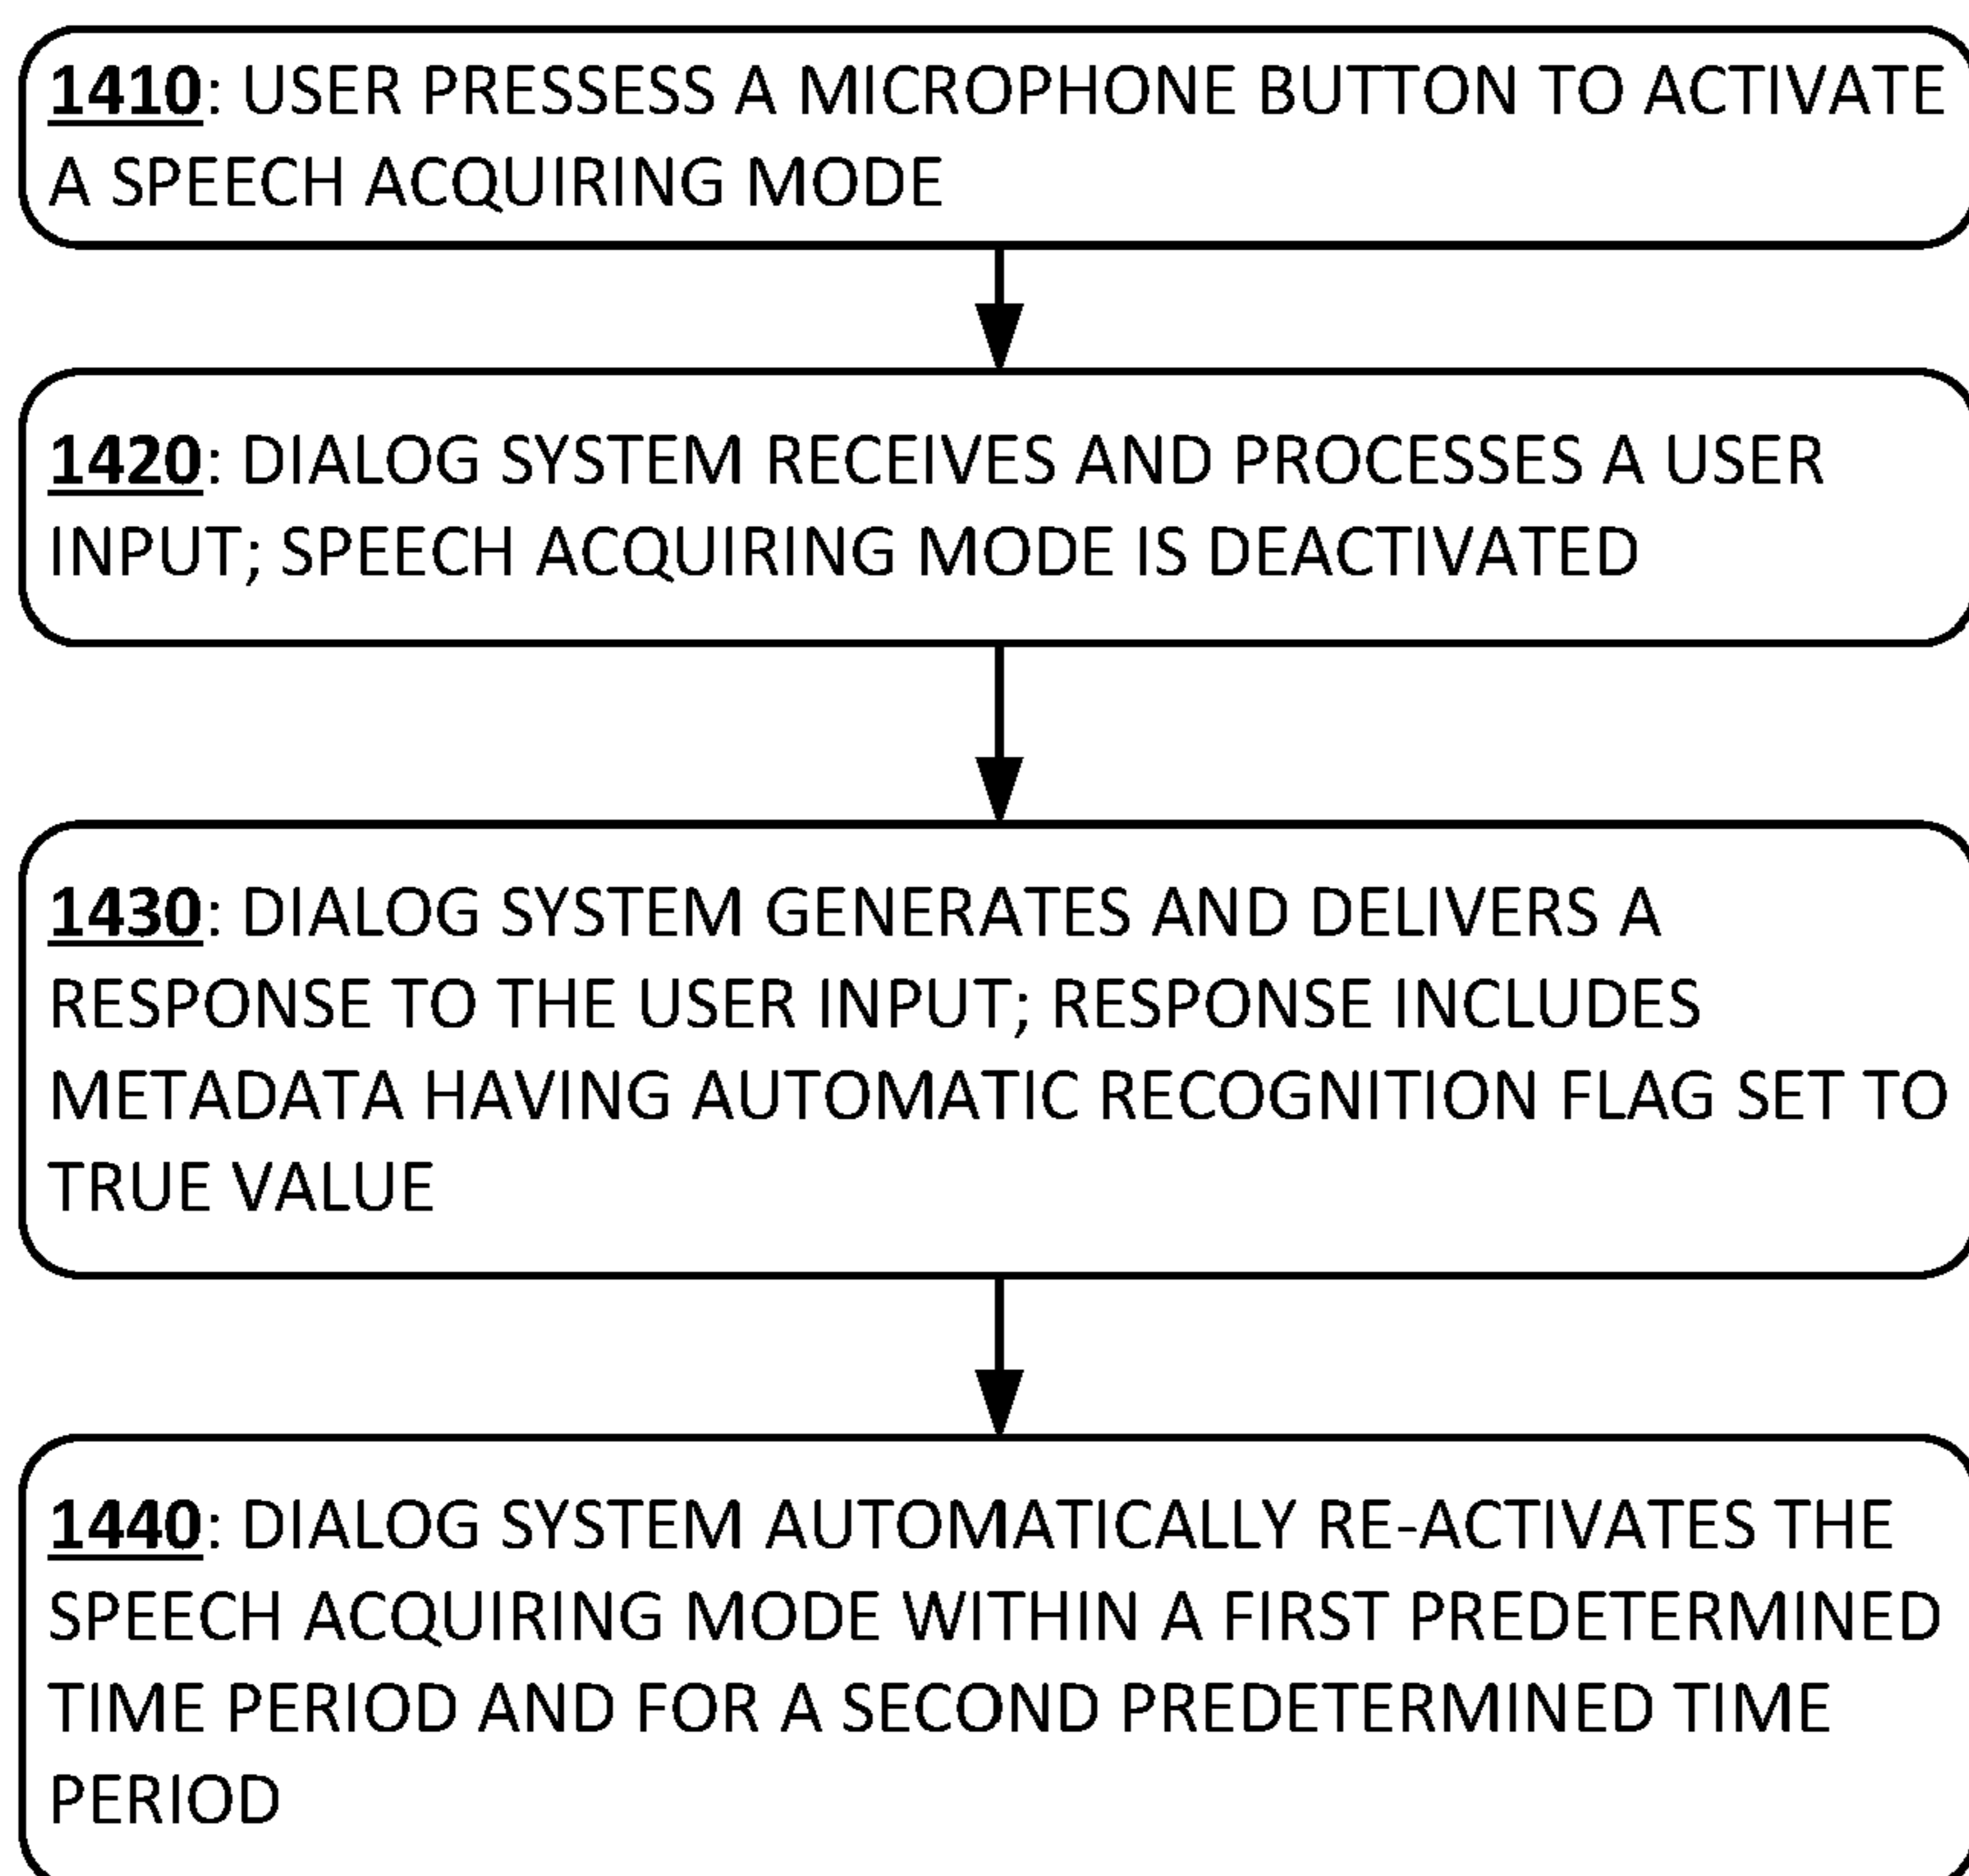 1410: USER PRESSESS A MICROPHONE BUTTON TO ACTIVATE
A SPEECH ACQUIRING MODE
1420: DIALOG SYSTEM RECEIVES AND PROCESSES A USER
INPUT; SPEECH ACQUIRING MODE IS DEACTIVATED
1430: DIALOG SYSTEM GENERATES AND DELIVERS A
RESPONSE TO THE USER INPUT; RESPONSE INCLUDES
METADATA HAVING AUTOMATIC RECOGNITION FLAG SET TO
TRUE VALUE
1440: DIALOG SYSTEM AUTOMATICALLY RE-ACTIVATES THE
SPEECH ACQUIRING MODE WITHIN A FIRST PREDETERMINED
TIME PERIOD AND FOR A SECOND PREDETERMINED TIME
PERIOD